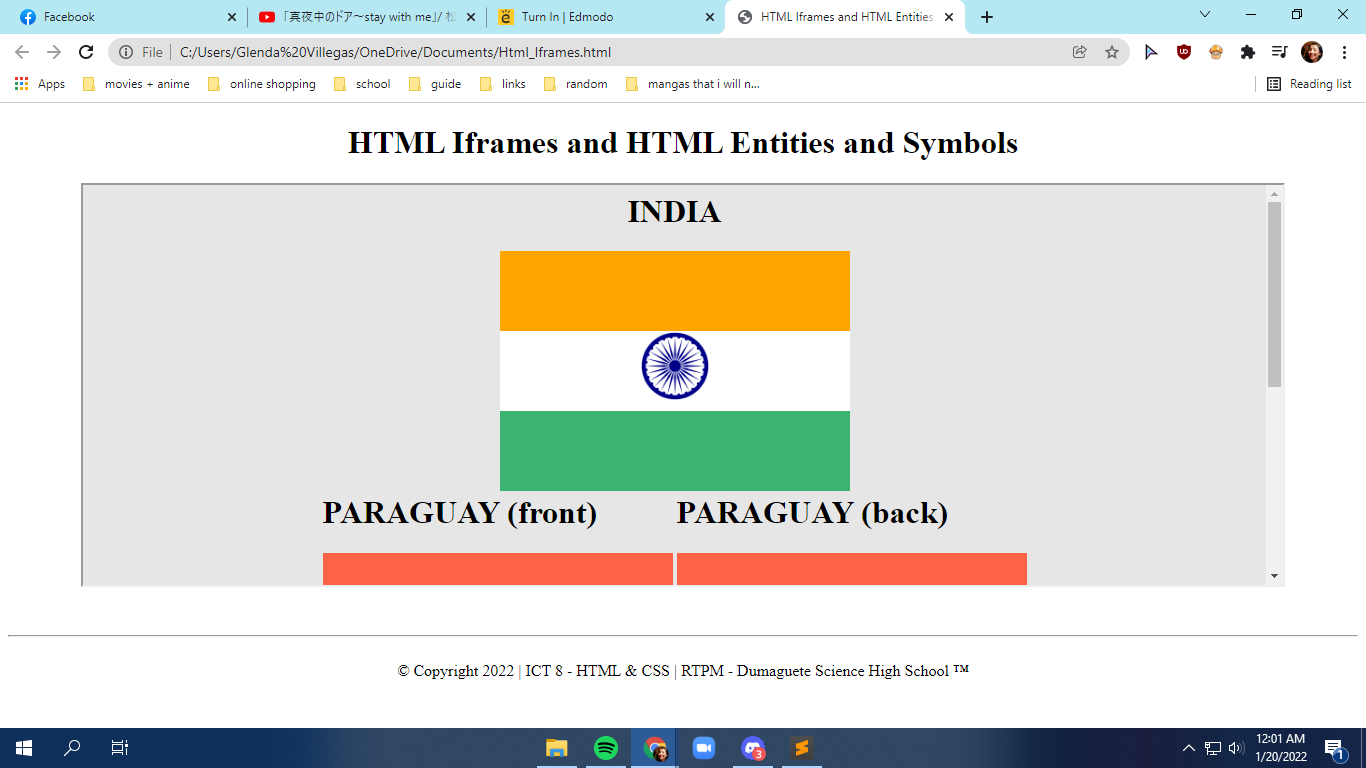 Facebook
「真夜中のドア〜stay with me」/ 松
Turn In | Edmodo
HTML Iframes and HTML Entities
File | C:/Users/Glenda%20Villegas/OneDrive/Documents/Html_Iframes.html
Apps movies + anime online shopping school guide links random mangas that i will n... Reading list
HTML Iframes and HTML Entities and Symbols
INDIA
PARAGUAY (front) PARAGUAY (back)
© Copyright 2022 | ICT 8 - HTML & CSS | RTPM - Dumaguete Science High School ™
3
12:01 AM
1/20/2022
1